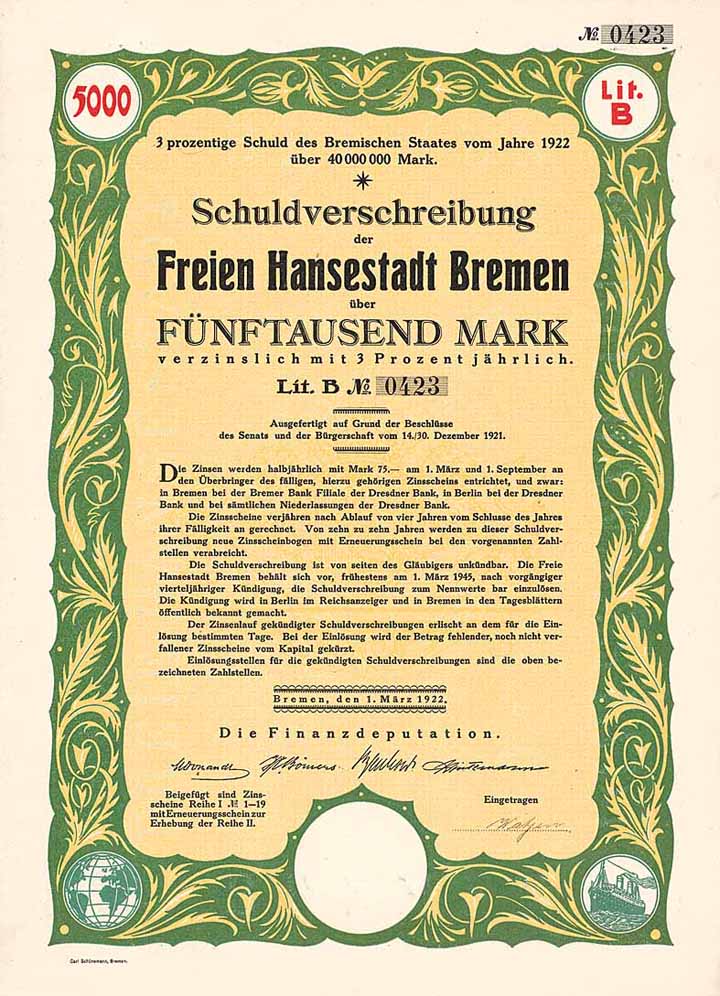 № 0423
5000
Lit.
B
3 prozentige Schuld des Bremischen Staates vom Jahre 1922
über 40 000 000 Mark.
Schuldverschreibung
der
Freien Hansestadt Bremen
über
FÜNFTAUSEND MARK
verzinslich mit 3 Prozent jährlich.
Lit. B № 0423
Ausgefertigt auf Grund der Beschlüsse
des Senats und der Bürgerschaft vom 14./30. Dezember 1921.
Die Zinsen werden halbjährlich mit Mark 75.— am 1. März und 1. September an
den Überbringer des fälligen, hierzu gehörigen Zinsscheins entrichtet, und zwar:
in Bremen bei der Bremer Bank Filiale der Dresdner Bank, in Berlin bei der Dresdner
Bank und bei sämtlichen Niederlassungen der Dresdner Bank.
Die Zinsscheine verjähren nach Ablauf von vier Jahren vom Schlusse des Jahres
ihrer Fälligkeit an gerechnet. Von zehn zu zehn Jahren werden zu dieser Schuldver-
schreibung neue Zinsscheinbogen mit Erneuerungsschein bei den vorgenannten Zahl-
stellen verabreicht.
Die Schuldverschreibung ist von seiten des Gläubigers unkündbar. Die Freie
Hansestadt Bremen behält sich vor, frühestens am 1. März 1945, nach vorgängiger
vierteljähriger Kündigung, die Schuldverschreibung zum Nennwerte bar einzulösen.
Die Kündigung wird in Berlin im Reichsanzeiger und in Bremen in den Tagesblättern
öffentlich bekannt gemacht.
Der Zinsenlauf gekündigter Schuldverschreibungen erlischt an dem für die Ein-
lösung bestimmten Tage. Bei der Einlösung wird der Betrag fehlender, noch nicht ver-
fallener Zinsscheine vom Kapital gekürzt.
Einlösungsstellen für die gekündigten Schuldverschreibungen sind die oben be-
zeichneten Zahlstellen.
Bremen, den 1. März 1922.
Die Finanzdeputation.
Beigefügt sind Zins-
scheine Reihe I № 1—19
mit Erneuerungsschein zur
Erhebung der Reihe II.
Eingetragen
Carl Schünemann, Bremen.